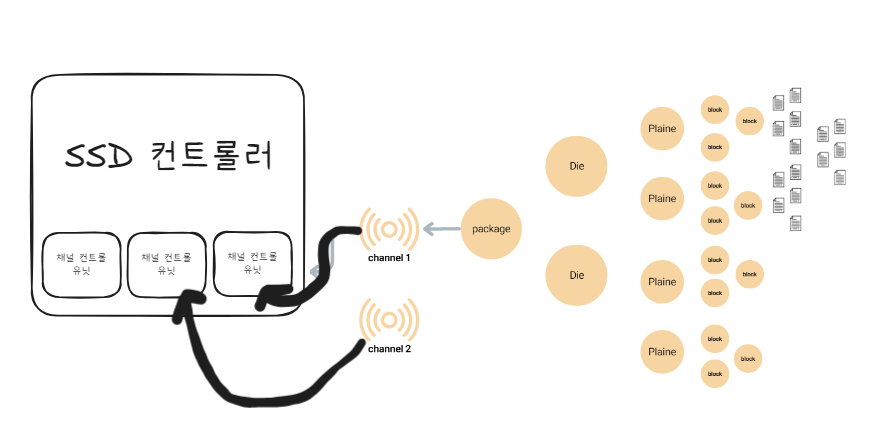 SSD 컨트롤러
채널 컨트롤
유닛
채널 컨트롤
유닛
채널 컨트롤
유닛
channel 1
channel 2
package
Die
Die
Plaine
Plaine
Plaine
Plaine
block
block
block
block
block
block
block
block
block
block
block
block